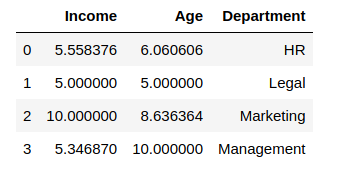 Income Age Department
0 5.558376 6.060606 HR
1 5.000000 5.000000 Legal
2 10.000000 8.636364 Marketing
3 5.346870 10.000000 Management